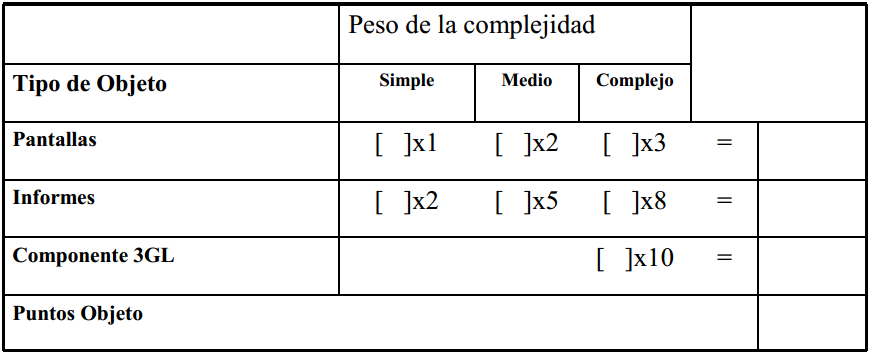 Peso de la complejidad
Tipo de Objeto Simple Medio Complejo
Pantallas [ ]x1 [ ]x2 [ ]x3 =
Informes [ ]x2 [ ]x5 [ ]x8 =
Componente 3GL [ ]x10 =
Puntos Objeto